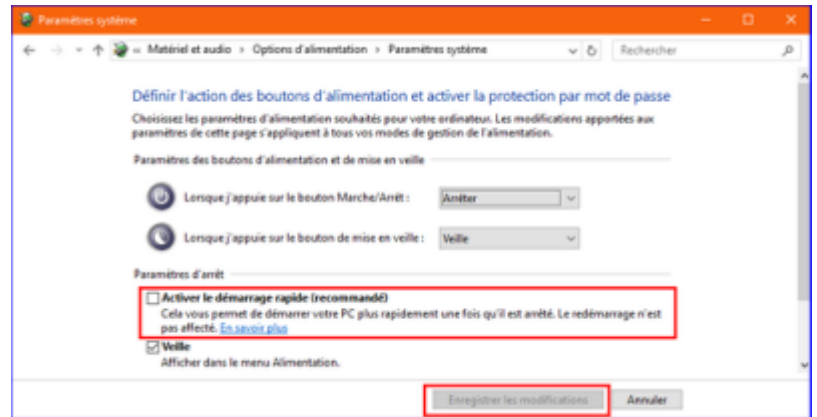 Paramètres système
« Matériel et audio > Options d'alimentation > Paramètres système
Rechercher
Définir l'action des boutons d'alimentation et activer la protection par mot de passe
Choisissez les paramètres d'alimentation souhaités pour votre ordinateur. Les modifications apportées aux
paramètres de cette page s'appliquent à tous vos modes de gestion de l'alimentation.
Paramètres des boutons d'alimentation et de mise en veille
Lorsque j'appuie sur le bouton Marche/Arrêt :
Arrêter
Lorsque j'appuie sur le bouton de mise en veille :
Veille
Paramètres d'arrêt
Activer le démarrage rapide (recommandé)
Cela vous permet de démarrer votre PC plus rapidement une fois qu'il est arrêté. Le redémarrage n'est
pas affecté. En savoir plus
Veille
Afficher dans le menu Alimentation.
Enregistrer les modifications
Annuler